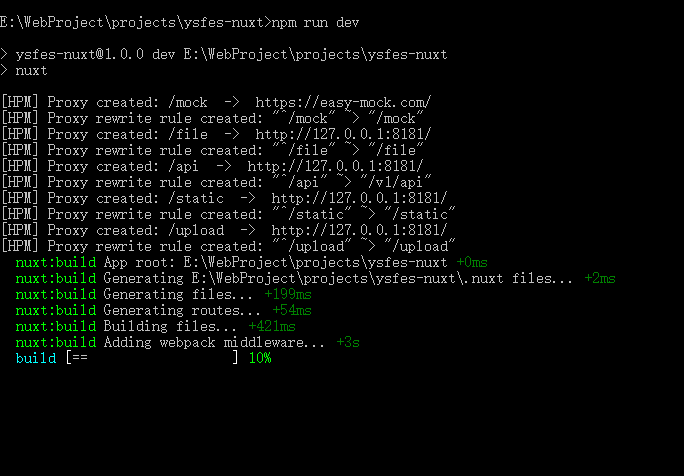 E:\WebProject\projects\ysfes-nuxt>npm run dev
> ysfes-nuxt@1.0.0 dev E:\WebProject\projects\ysfes-nuxt
> nuxt
[HPM] Proxy created: /mock  ->  https://easy-mock.com/
[HPM] Proxy rewrite rule created: "^/mock" ~> "/mock"
[HPM] Proxy created: /file  ->  http://127.0.0.1:8181/
[HPM] Proxy rewrite rule created: "^/file" ~> "/file"
[HPM] Proxy created: /api  ->  http://127.0.0.1:8181/
[HPM] Proxy rewrite rule created: "^/api" ~> "/v1/api"
[HPM] Proxy created: /static  ->  http://127.0.0.1:8181/
[HPM] Proxy rewrite rule created: "^/static" ~> "/static"
[HPM] Proxy created: /upload  ->  http://127.0.0.1:8181/
[HPM] Proxy rewrite rule created: "^/upload" ~> "/upload"
nuxt:build App root: E:\WebProject\projects\ysfes-nuxt +0ms
nuxt:build Generating E:\WebProject\projects\ysfes-nuxt\.nuxt files... +2ms
nuxt:build Generating files... +199ms
nuxt:build Generating routes... +54ms
nuxt:build Building files... +421ms
nuxt:build Adding webpack middleware... +3s
build [==                  ] 10%